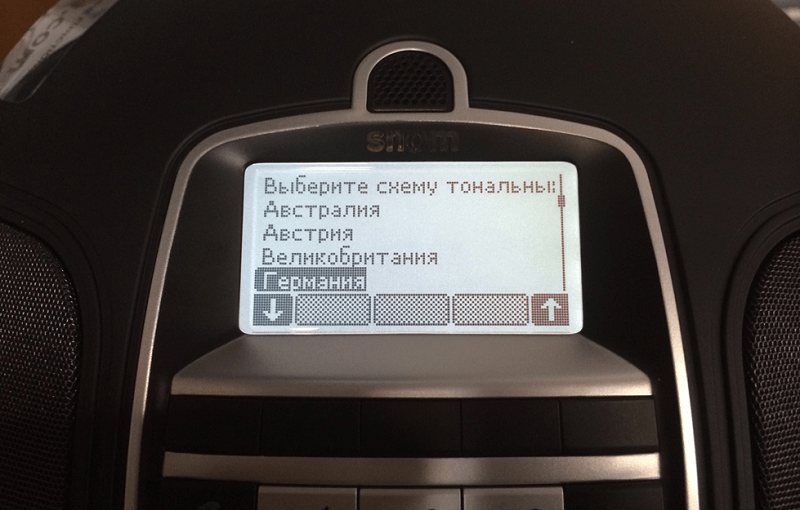 snom
Выберите схему тональны
Австралия
Австрия
Великобритания
Германия